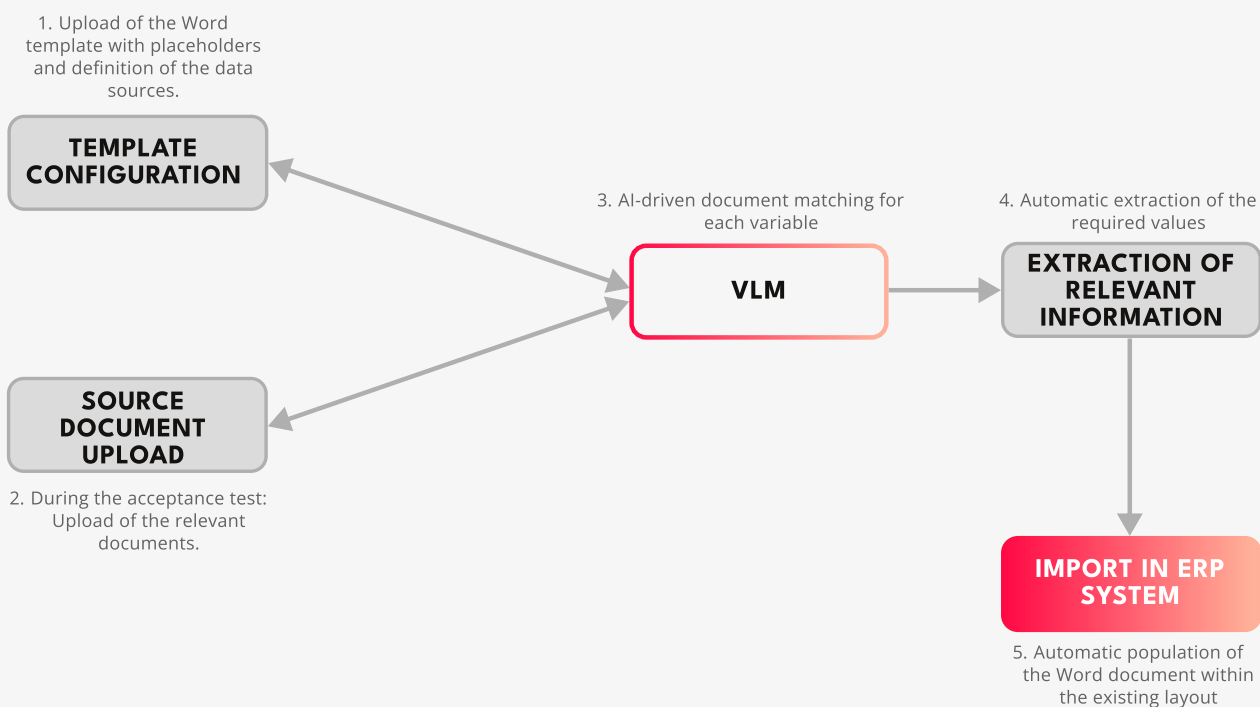 1. Upload of the Word
template with placeholders
and definition of the data
sources.
TEMPLATE
CONFIGURATION
SOURCE
DOCUMENT
UPLOAD
2. During the acceptance test:
Upload of the relevant
documents.
3. AI-driven document matching for
each variable
VLM
4. Automatic extraction of the
required values
EXTRACTION OF
RELEVANT
INFORMATION
IMPORT IN ERP
SYSTEM
5. Automatic population of
the Word document within
the existing layout